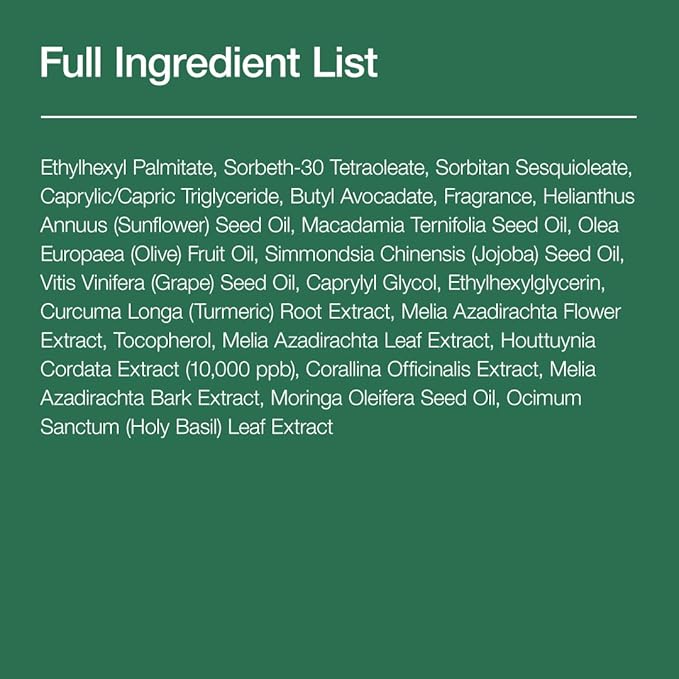 Full Ingredient List
Ethylhexyl Palmitate, Sorbeth-30 Tetraoleate, Sorbitan Sesquioleate,
Caprylic/Capric Triglyceride, Butyl Avocadate, Fragrance, Helianthus
Annuus (Sunflower) Seed Oil, Macadamia Ternifolia Seed Oil, Olea
Europaea (Olive) Fruit Oil, Simmondsia Chinensis (Jojoba) Seed Oil,
Vitis Vinifera (Grape) Seed Oil, Caprylyl Glycol, Ethylhexylglycerin,
Curcuma Longa (Turmeric) Root Extract, Melia Azadirachta Flower
Extract, Tocopherol, Melia Azadirachta Leaf Extract, Houttuynia
Cordata Extract (10,000 ppb), Corallina Officinalis Extract, Melia
Azadirachta Bark Extract, Moringa Oleifera Seed Oil, Ocimum
Sanctum (Holy Basil) Leaf Extract